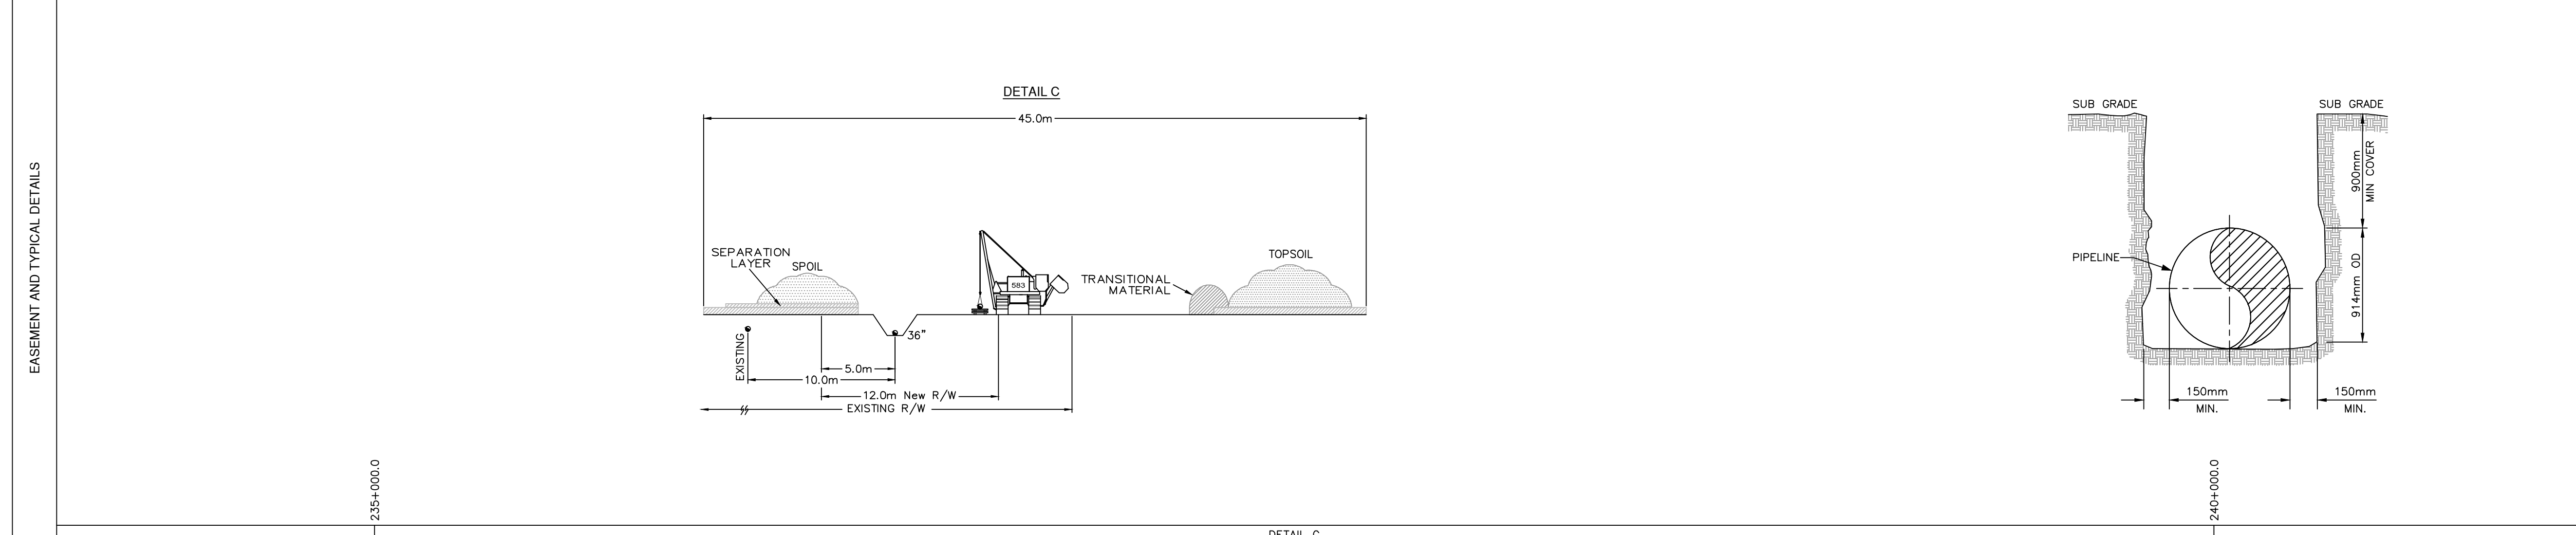 EASEMENT AND TYPICAL DETAILS
DETAIL C
45.0m
SEPARATION
LAYER
SPOIL
583
TRANSITIONAL
MATERIAL
TOPSOIL
36"
EXISTING
5.0m
10.0m
12.0m New R/W
EXISTING R/W
SUB GRADE
SUB GRADE
900mm
MIN COVER
PIPELINE
914mm OD
150mm
MIN.
150mm
MIN.
235+000.0
240+000.0
DETAIL C